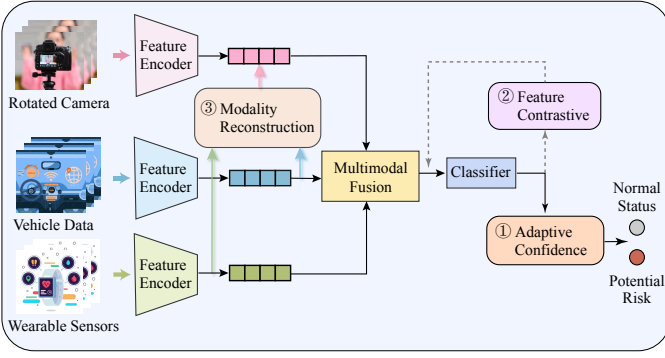 Rotated Camera
Vehicle Data
Wearable Sensors
Feature
Encoder
Feature
Encoder
Feature
Encoder
③ Modality
Reconstruction
Multimodal
Fusion
Classifier
② Feature
Contrastive
① Adaptive
Confidence
Normal
Status
Potential
Risk